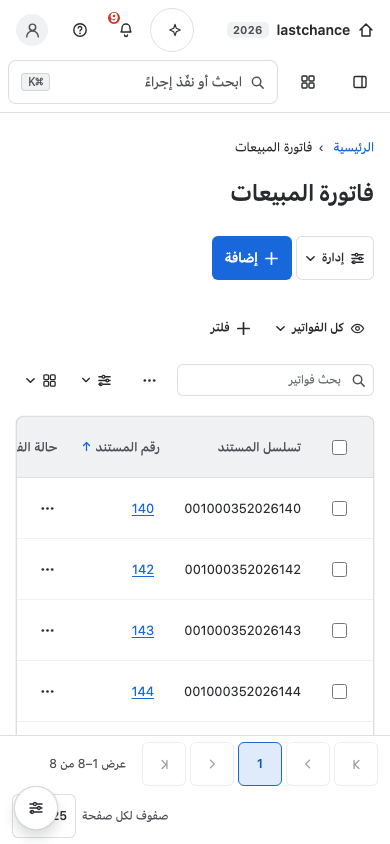 lastchance 2026 9
ابحث أو نفّذ إجراءً ⌘K
الرئيسية › فاتورة المبيعات
فاتورة المبيعات
إدارة إضافة
كل الفواتير فلتر
بحث فواتير
تسلسل المستند رقم المستند ↑
001000352026140 140
001000352026142 142
001000352026143 143
001000352026144 144
1 عرض 1–8 من 8
صفوف لكل صفحة